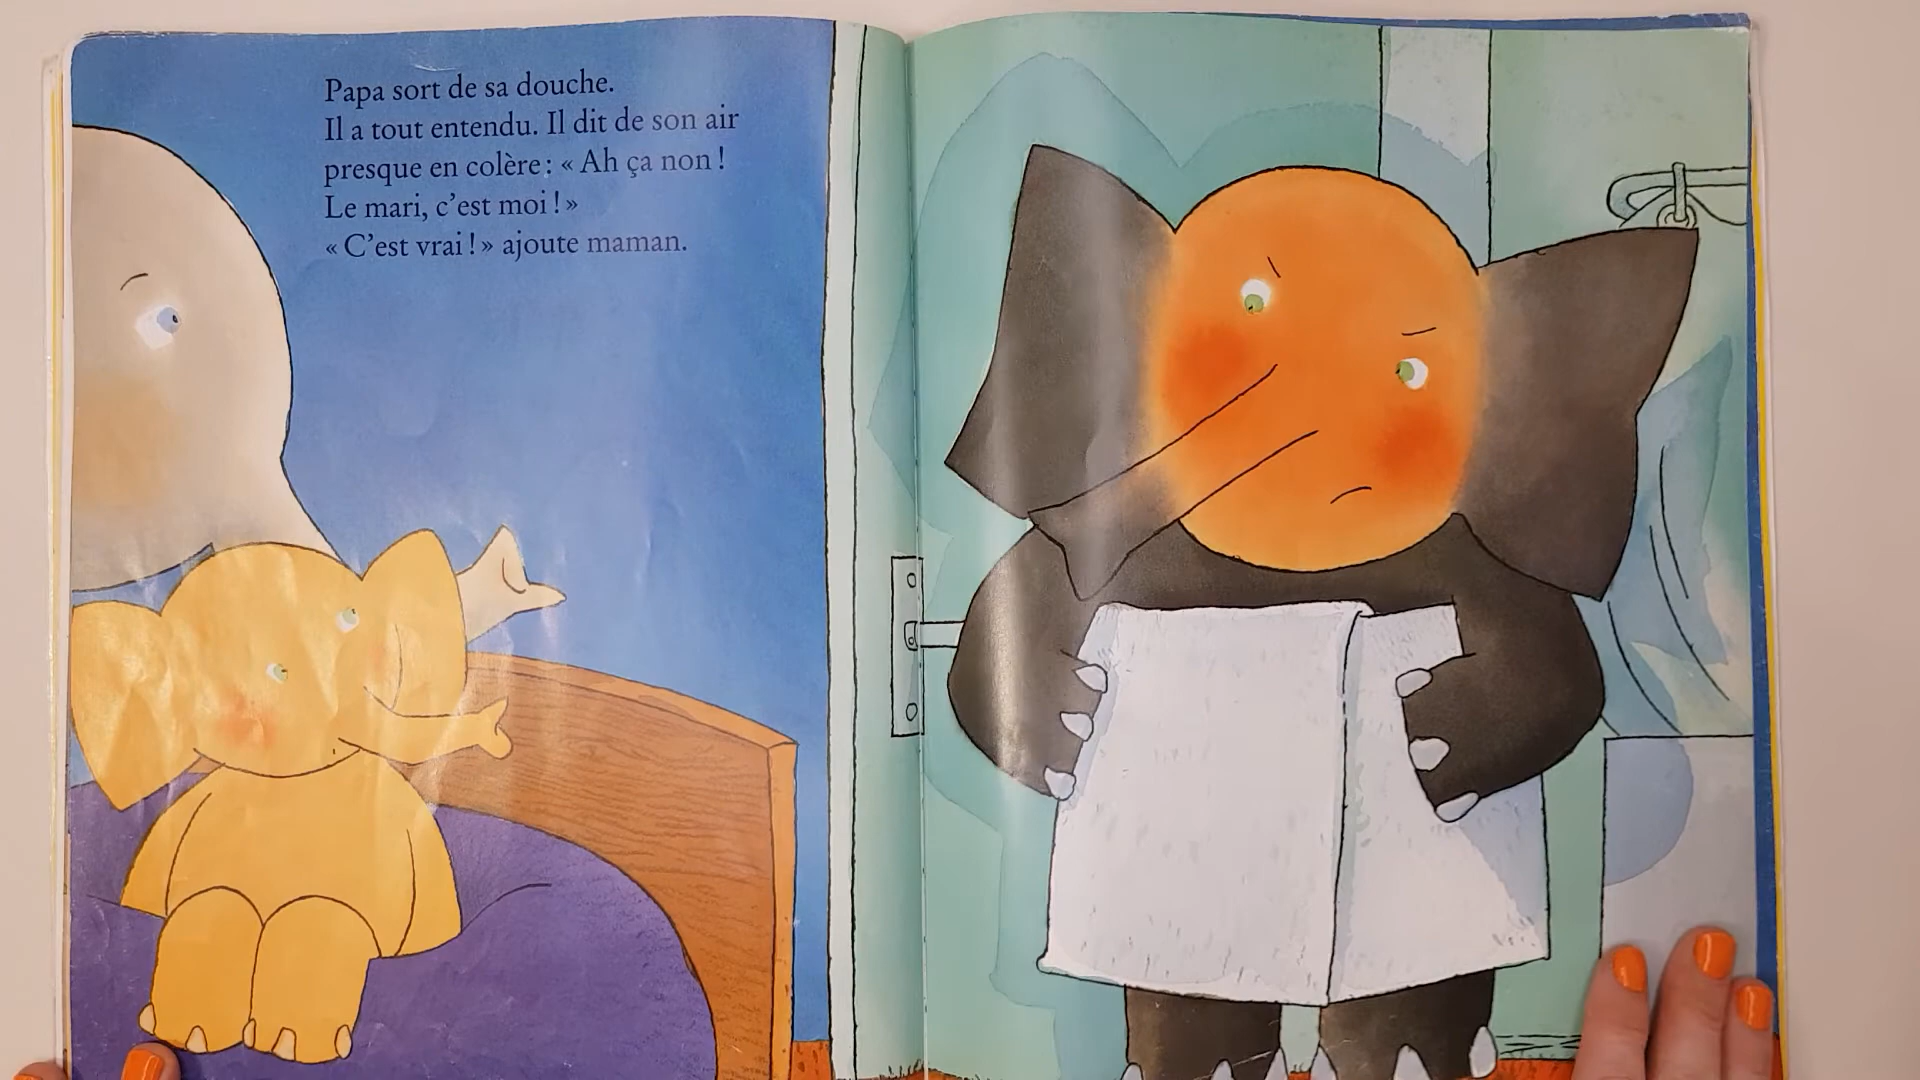 Papa sort de sa douche.
Il a tout entendu. Il dit de son air
presque en colère : « Ah ça non !
Le mari, c’est moi ! »
« C’est vrai ! » ajoute maman.